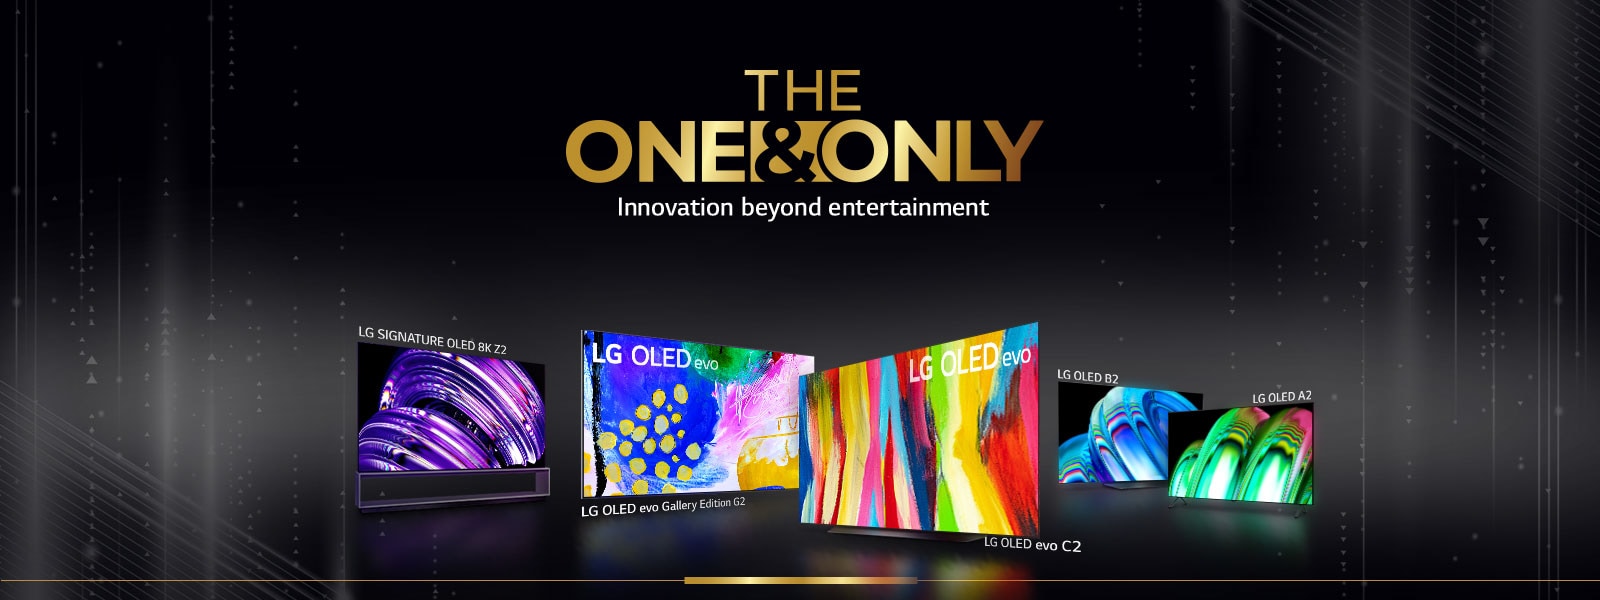 THE
ONE&ONLY
Innovation beyond entertainment
LG SIGNATURE OLED 8K Z2
LG OLED evo
LG OLED evo Gallery Edition G2
LG OLED evo
LG OLED evo C2
LG OLED B2
LG OLED A2